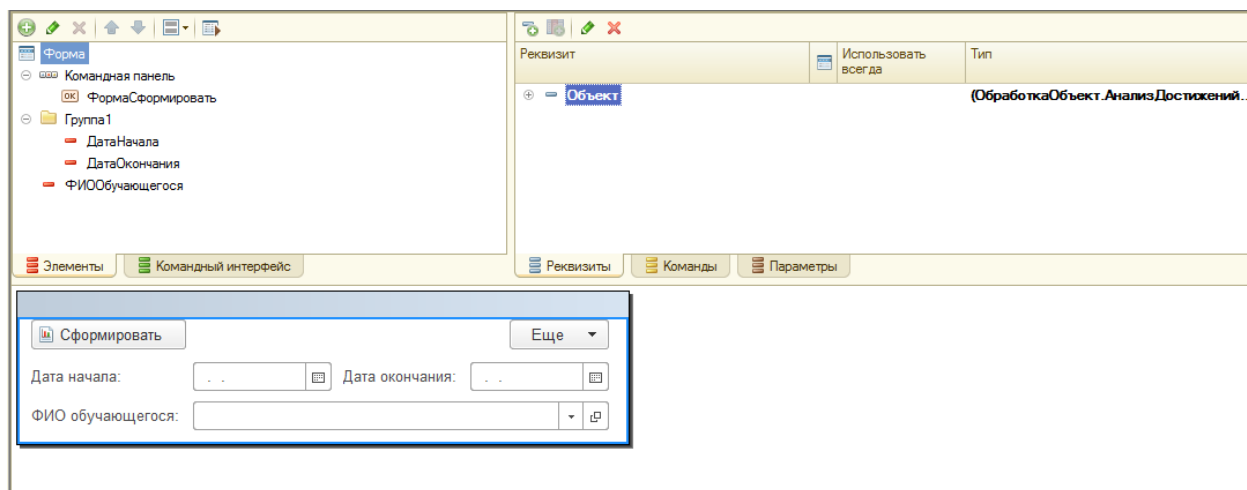 Форма
Командная панель
OK ФормаСформировать
Группа1
ДатаНачала
ДатаОкончания
ФИООбучающегося
Элементы Командный интерфейс
Реквизит Использовать всегда Тип
Объект (ОбработкаОбъект.АнализДостижений...
Реквизиты Команды Параметры
Сформировать Еще
Дата начала: . . Дата окончания: . .
ФИО обучающегося: